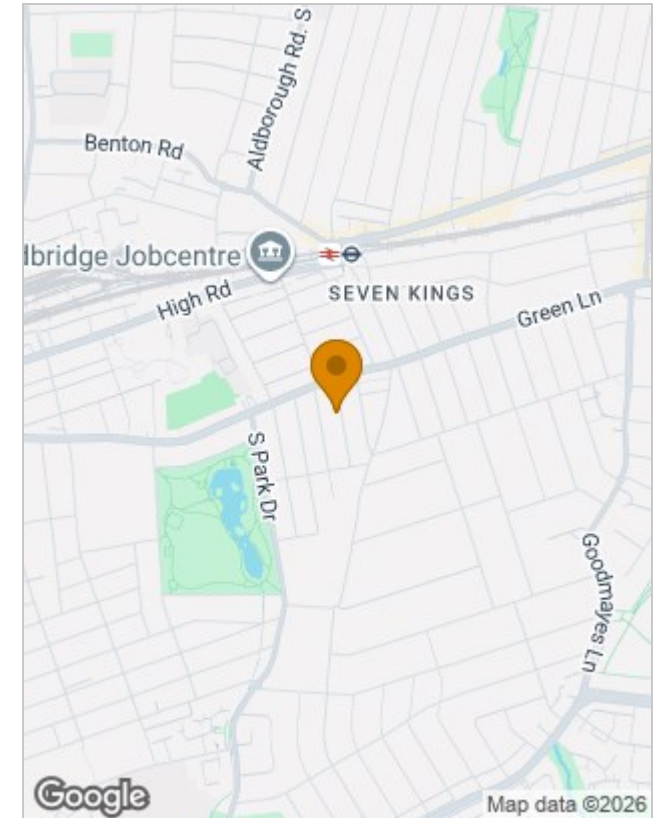 Aldborough Rd. S
Benton Rd
dbridge Jobcentre
High Rd
SEVEN KINGS
Green Ln
S Park Dr
Goodmayes Ln
Google
Map data ©2026